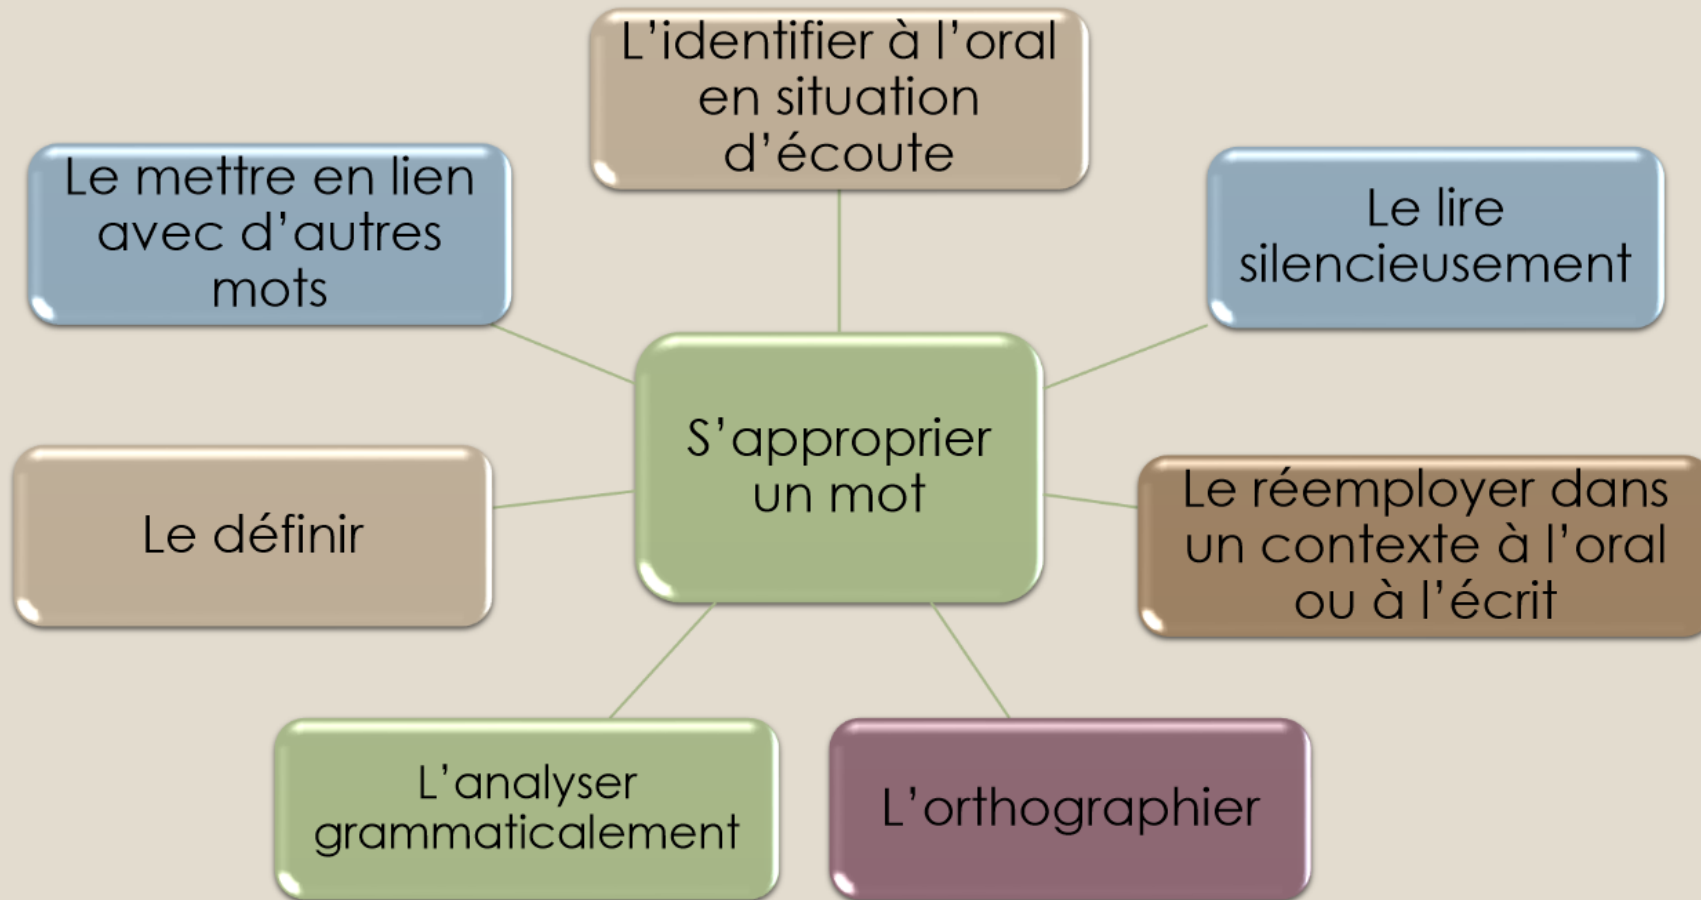 L’identifier à l’oral
en situation
d’écoute
Le mettre en lien
avec d’autres
mots
Le lire
silencieusement
S’approprier
un mot
Le définir
Le réemployer dans
un contexte à l’oral
ou à l’écrit
L’analyser
grammaticalement
L’orthographier